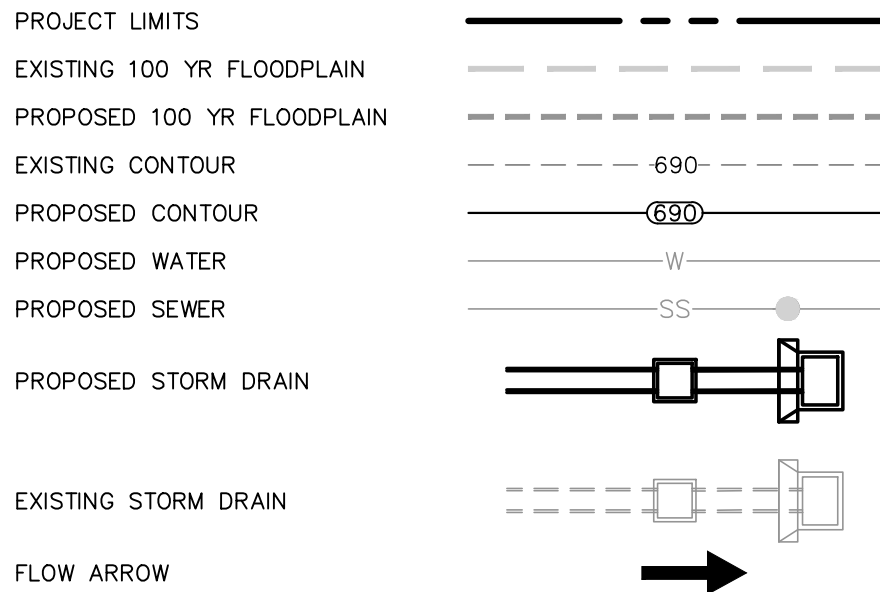 PROJECT LIMITS
EXISTING 100 YR FLOODPLAIN
PROPOSED 100 YR FLOODPLAIN
EXISTING CONTOUR 690
PROPOSED CONTOUR 690
PROPOSED WATER W
PROPOSED SEWER SS
PROPOSED STORM DRAIN
EXISTING STORM DRAIN
FLOW ARROW